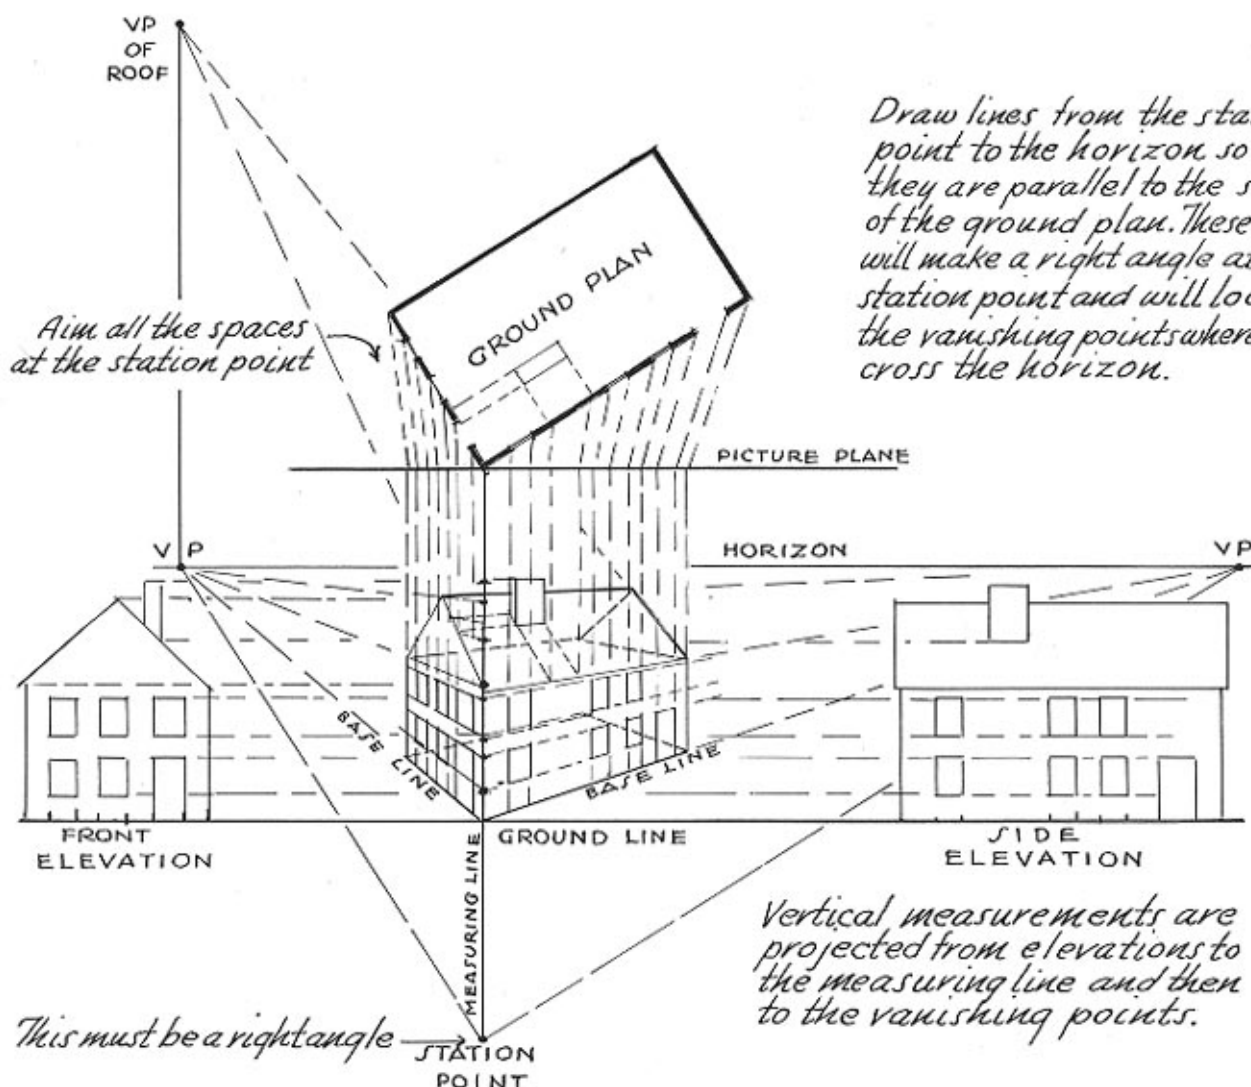 VP
OF
ROOF
Draw lines from the
point to the horizon so
they are parallel to the
of the ground plan. These
will make a right angle
station point and will
the vanishing points where
cross the horizon.
GROUND PLAN
Aim all the spaces
at the station point
PICTURE PLANE
VP
HORIZON
VP
BASE LINE
BASE LINE
FRONT
ELEVATION
GROUND LINE
SIDE
ELEVATION
MEASURING LINE
Vertical measurements are
projected from elevations to
the measuring line and then
to the vanishing points.
This must be a right angle
STATION
POINT